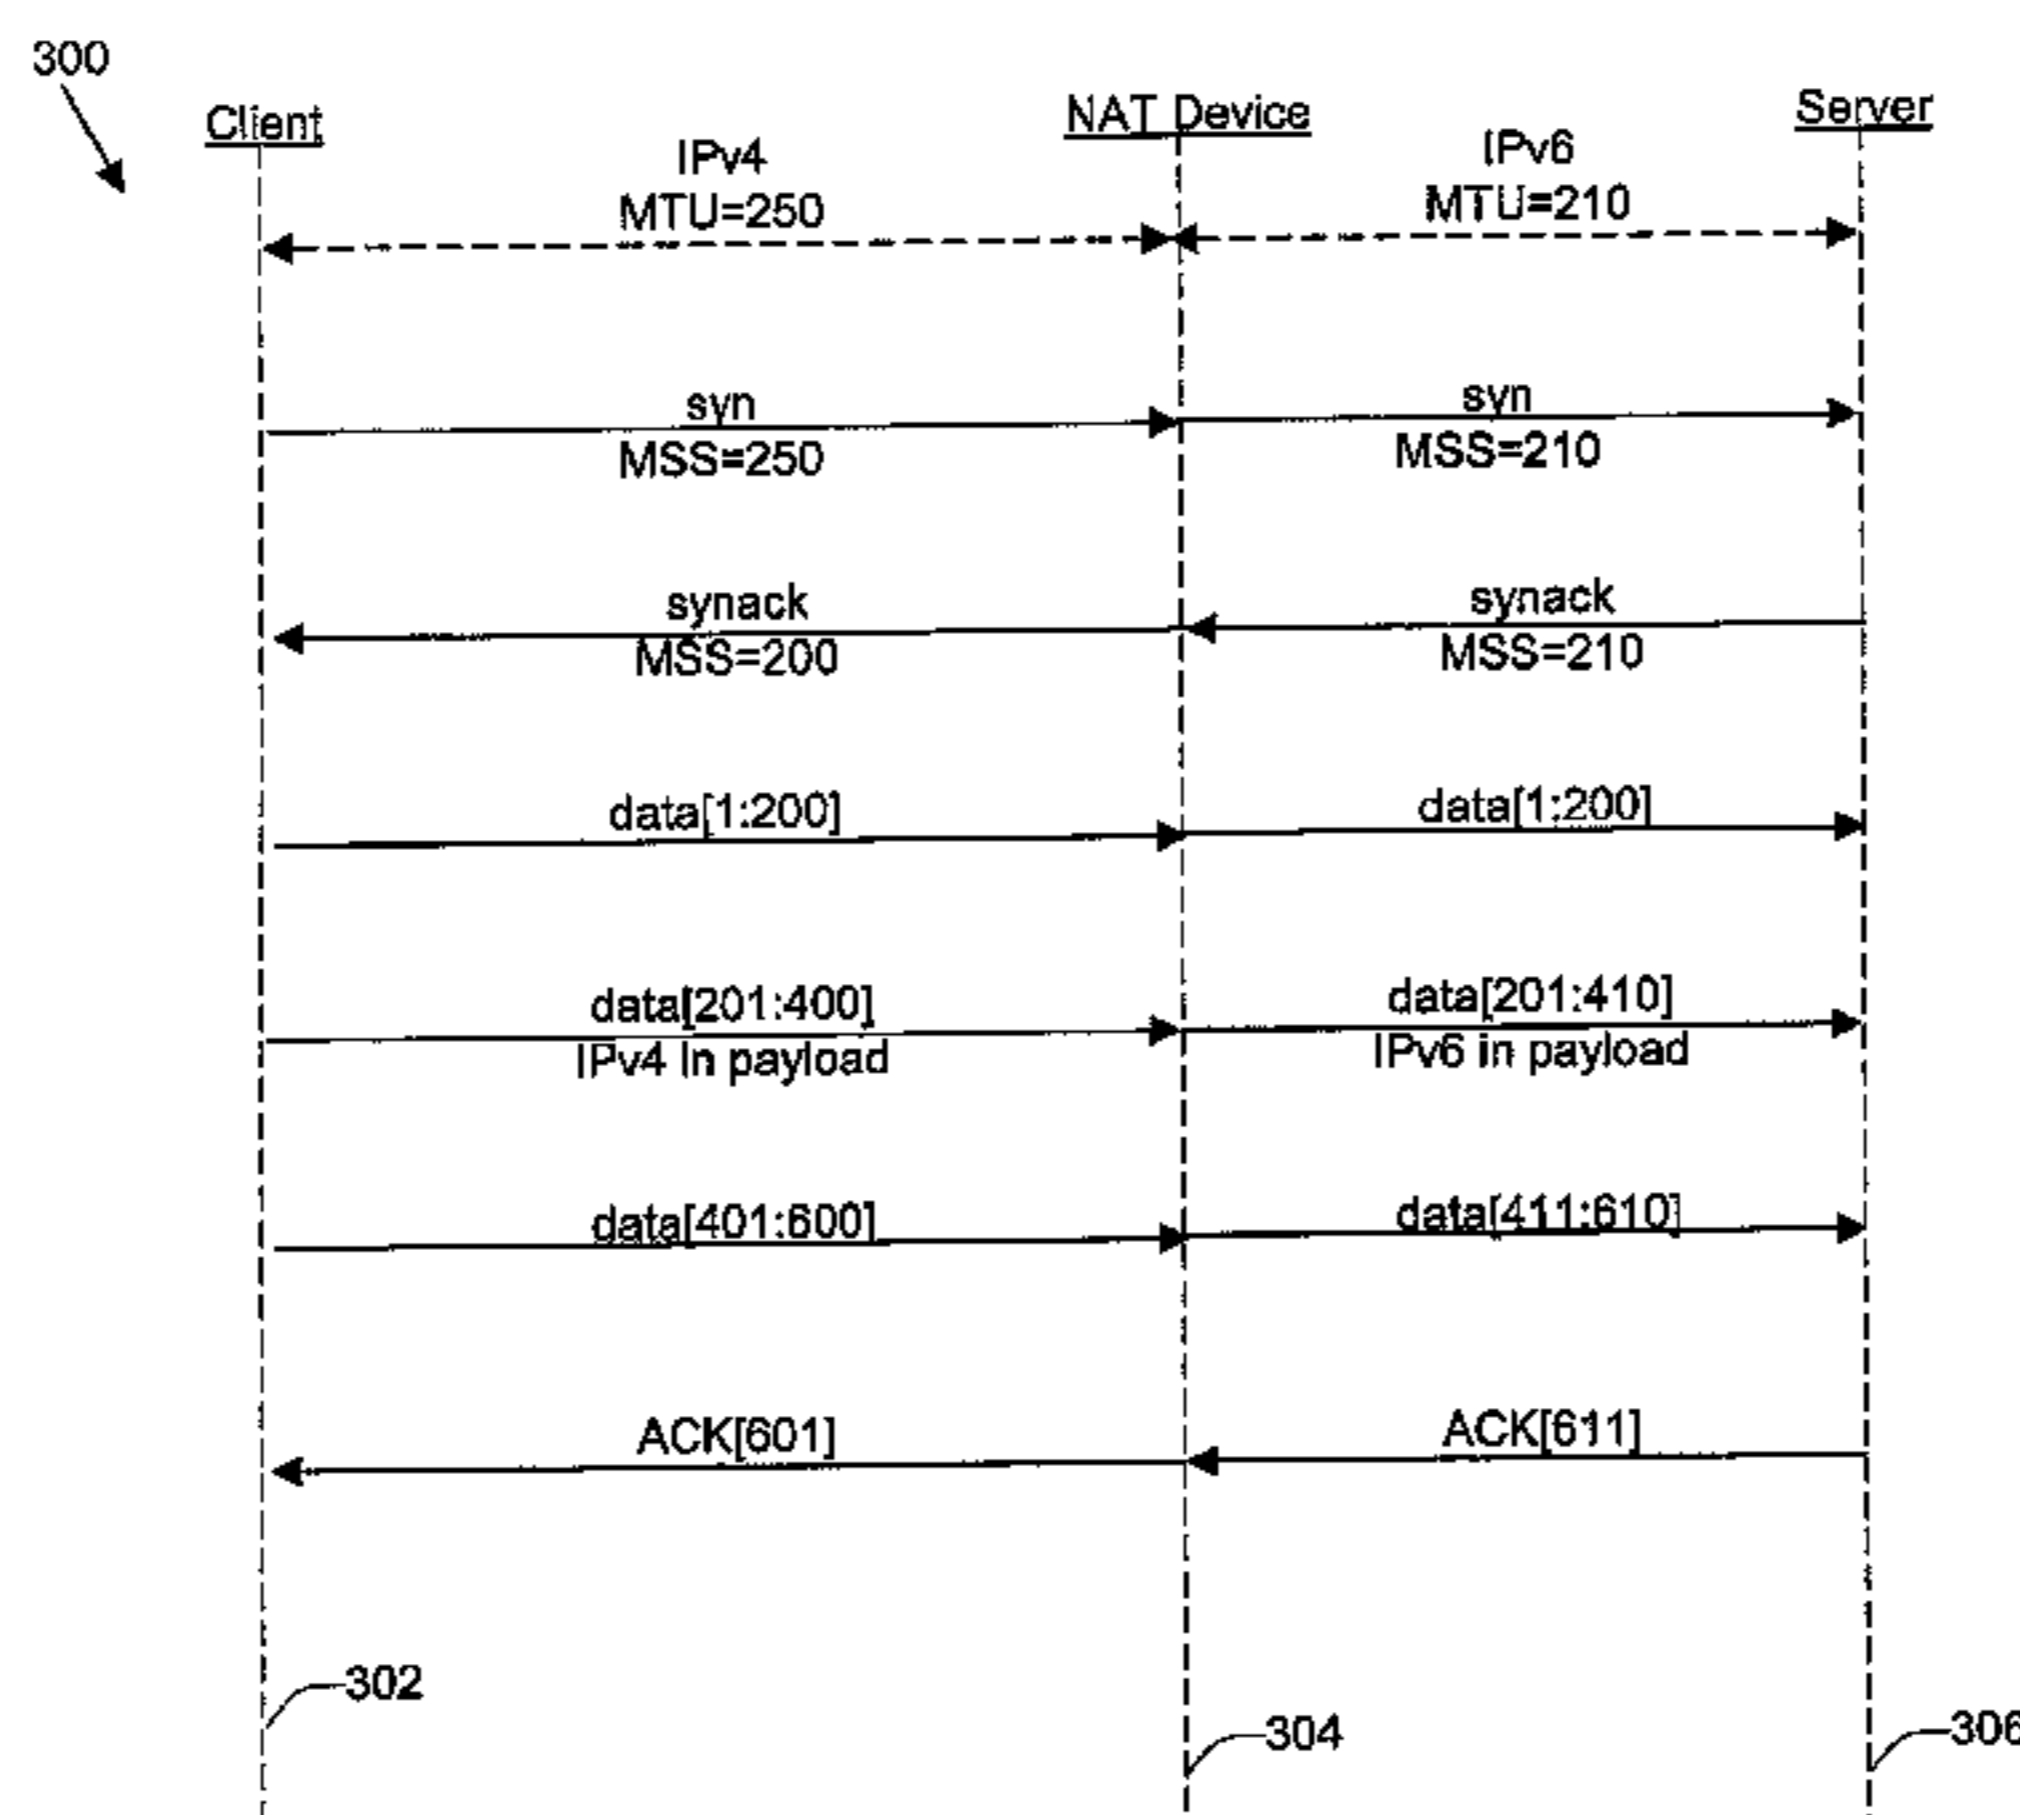 300
Client
NAT Device
Server
IPv4
MTU=250
IPv6
MTU=210
syn
MSS=250
syn
MSS=210
synack
MSS=200
synack
MSS=210
data[1:200]
data[1:200]
data[201:400]
IPv4 in payload
data[201:410]
IPv6 in payload
data[401:600]
data[411:610]
ACK[601]
ACK[611]
302
304
306